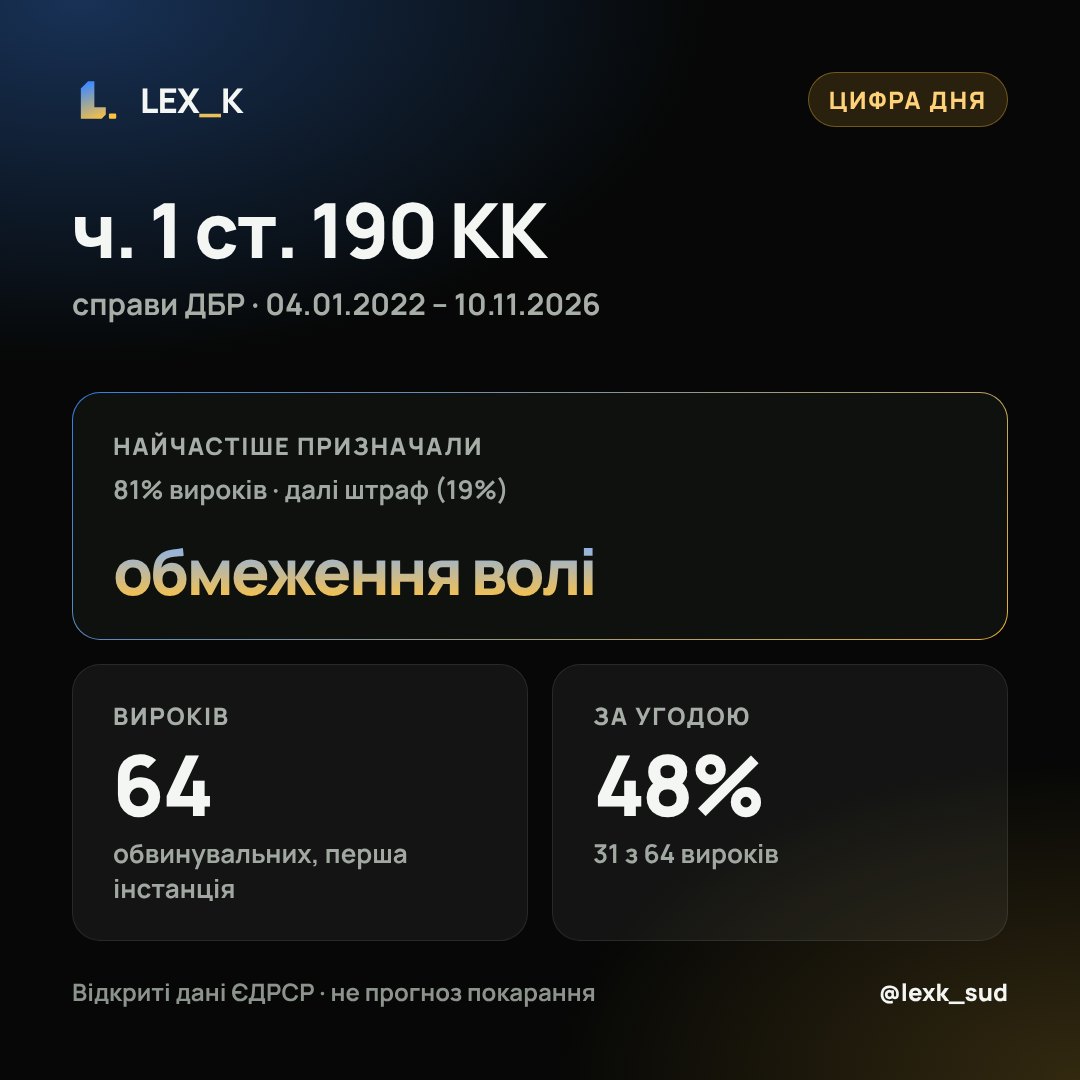 LEX_K
ЦИФРА ДНЯ
ч. 1 ст. 190 КК
справи ДБР · 04.01.2022 – 10.11.2026
НАЙЧАСТІШЕ ПРИЗНАЧАЛИ
81% вироків · далі штраф (19%)
обмеження волі
ВИРОКІВ
64
обвинувальних, перша
інстанція
ЗА УГОДОЮ
48%
31 з 64 вироків
Відкриті дані ЄДРСР · не прогноз покарання
@lexk_sud